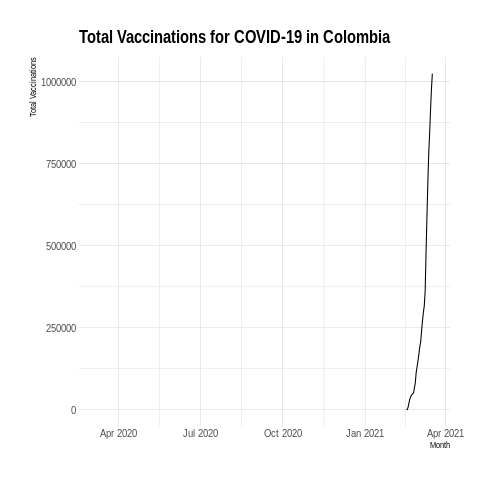 Total Vaccinations for COVID-19 in Colombia
Total Vaccinations
1000000
750000
500000
250000
0
Apr 2020 Jul 2020 Oct 2020 Jan 2021 Apr 2021
Month